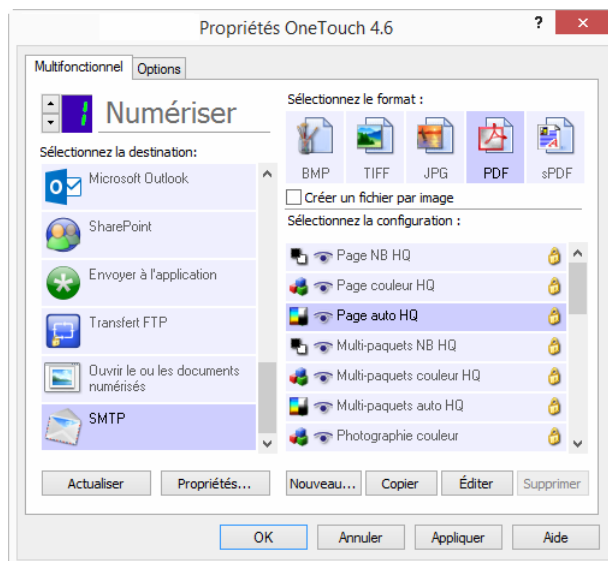 Propriétés OneTouch 4.6
?
Multifonctionnel
Options
1
Numériser
Sélectionnez la destination:
Microsoft Outlook
SharePoint
Envoyer à l'application
Transfert FTP
Ouvrir le ou les documents
numérisés
SMTP
Actualiser
Propriétés...
Sélectionnez le format :
BMP
TIFF
JPG
PDF
sPDF
Créer un fichier par image
Sélectionnez la configuration :
Page NB HQ
Page couleur HQ
Page auto HQ
Multi-paquets NB HQ
Multi-paquets couleur HQ
Multi-paquets auto HQ
Photographie couleur
Nouveau...
Copier
Éditer
Supprimer
OK
Annuler
Appliquer
Aide